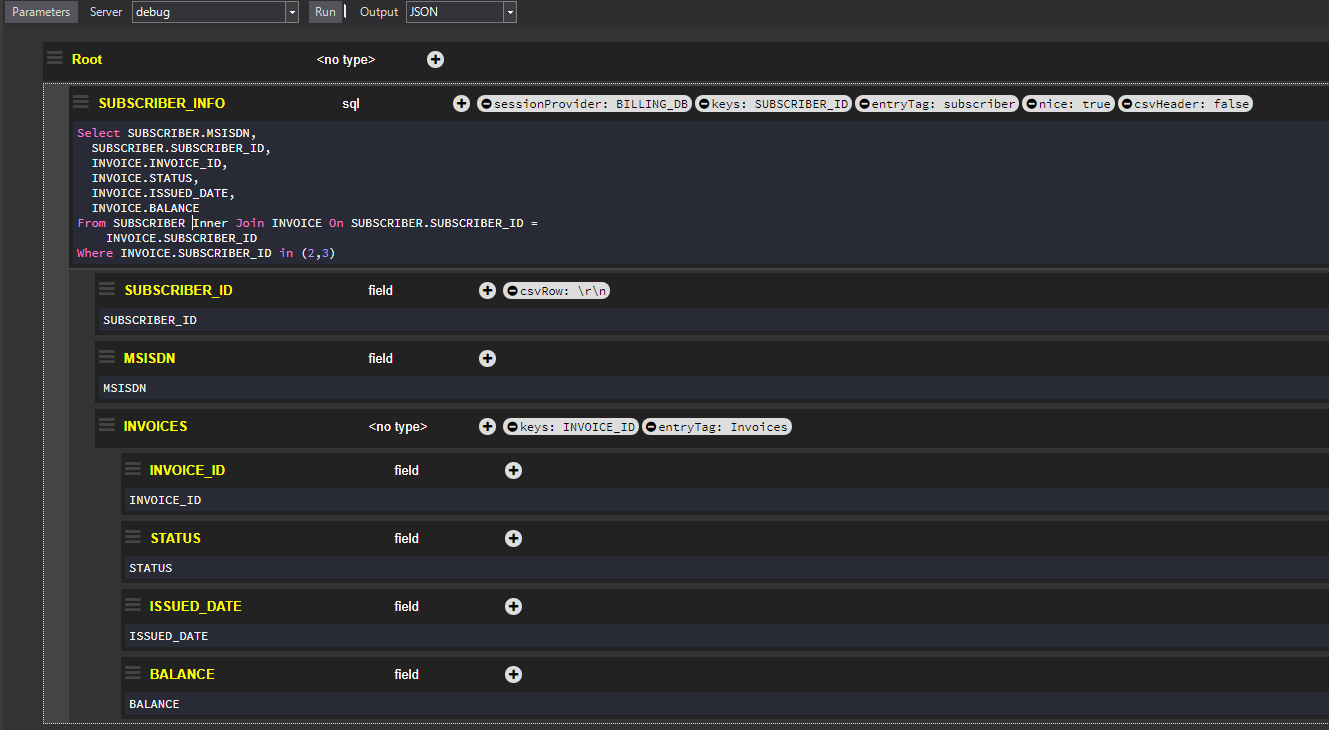 Parameters Server debug Run Output JSON
Root <no type>
SUBSCRIBER_INFO sql sessionProvider: BILLING_DB keys: SUBSCRIBER_ID entryTag: subscriber nice: true csvHeader: false
Select SUBSCRIBER.MSISDN,
SUBSCRIBER.SUBSCRIBER_ID,
INVOICE.INVOICE_ID,
INVOICE.STATUS,
INVOICE.ISSUED_DATE,
INVOICE.BALANCE
From SUBSCRIBER Inner Join INVOICE On SUBSCRIBER.SUBSCRIBER_ID =
INVOICE.SUBSCRIBER_ID
Where INVOICE.SUBSCRIBER_ID in (2,3)
SUBSCRIBER_ID field csvRow: \r\n
SUBSCRIBER_ID
MSISDN field
MSISDN
INVOICES <no type> keys: INVOICE_ID entryTag: Invoices
INVOICE_ID field
INVOICE_ID
STATUS field
STATUS
ISSUED_DATE field
ISSUED_DATE
BALANCE field
BALANCE